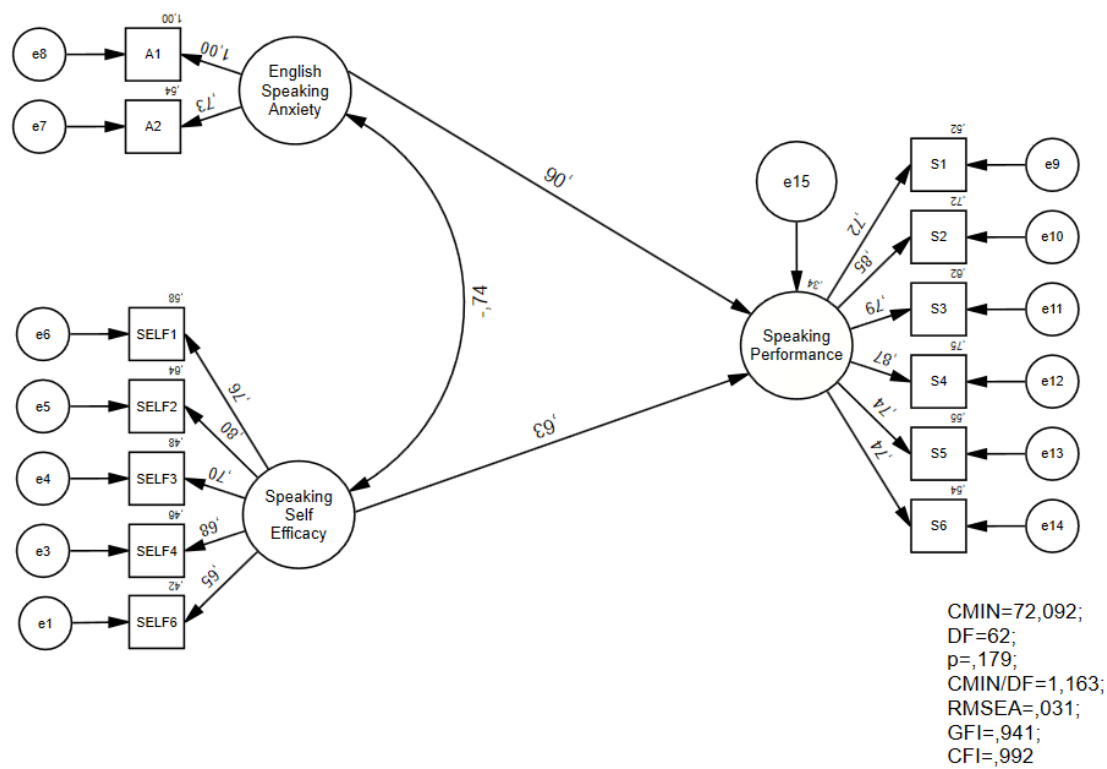 1,00
e8
A1
1,00
English
Speaking
Anxiety
,54
e7
A2
,73
,06
-,74
,58
e6
SELF1
,76
,64
e5
SELF2
,80
,48
e4
SELF3
,70
,46
e3
SELF4
,68
,42
e1
SELF6
,65
Speaking
Self
Efficacy
,63
e15
,34
Speaking
Performance
,52
,72
S1
e9
,72
,85
S2
e10
,62
,79
S3
e11
,75
,87
S4
e12
,55
,74
S5
e13
,54
,74
S6
e14
CMIN=72,092;
DF=62;
p=,179;
CMIN/DF=1,163;
RMSEA=,031;
GFI=,941;
CFI=,992